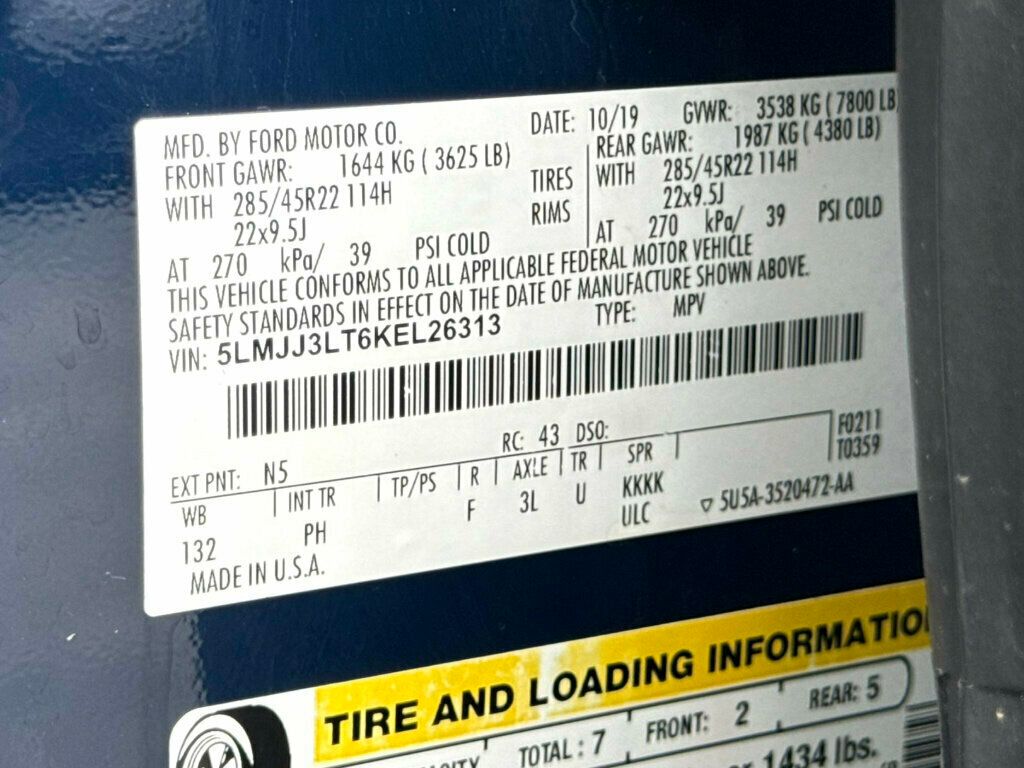 MFD. BY FORD MOTOR CO. DATE: 10/19 GVWR: 3538 KG ( 7800 LB
FRONT GAWR: 1644 KG ( 3625 LB) REAR GAWR: 1987 KG ( 4380 LB)
WITH 285/45R22 114H TIRES WITH 285/45R22 114H
22x9.5J RIMS 22x9.5J
AT 270 kPa/ 39 PSI COLD AT 270 kPa/ 39 PSI COLD
THIS VEHICLE CONFORMS TO ALL APPLICABLE FEDERAL MOTOR VEHICLE
SAFETY STANDARDS IN EFFECT ON THE DATE OF MANUFACTURE SHOWN ABOVE.
VIN: 5LMJJ3LT6KEL26313 TYPE: MPV
EXT PNT: N5 RC: 43 DSO: F0211
WB INT TR TP/PS R AXLE TR SPR T0359
132 PH F 3L U KKKK
ULC ▽ 5U5A-3520472-AA
MADE IN U.S.A.
TIRE AND LOADING INFORMATIO
TOTAL : 7 FRONT: 2 REAR: 5
1434 lbs.